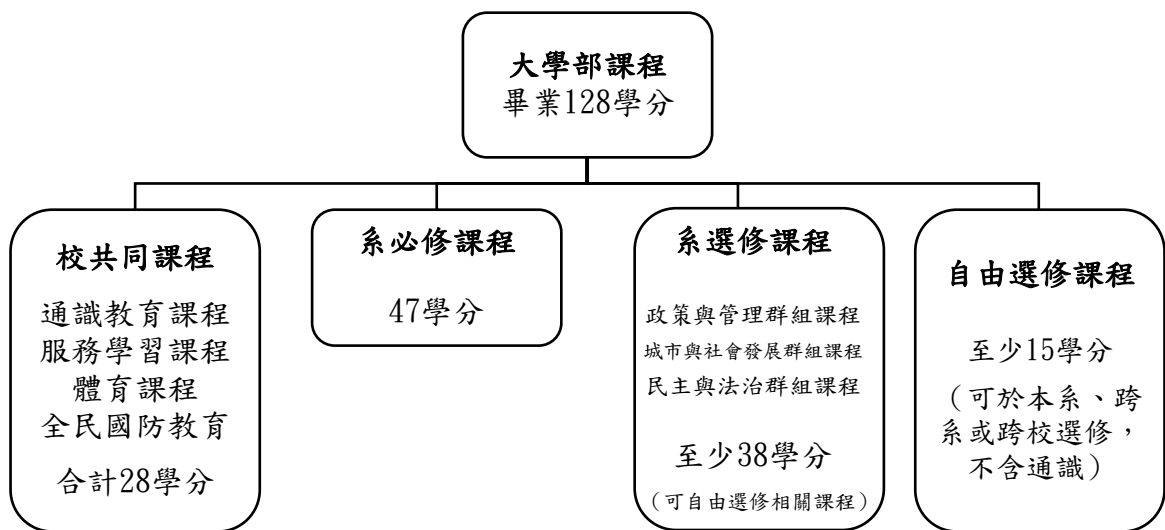 大學部課程
畢業128學分
校共同課程
通識教育課程
服務學習課程
體育課程
全民國防教育
合計28學分
系必修課程
47學分
系選修課程
政策與管理群組課程
城市與社會發展群組課程
民主與法治群組課程
至少38學分
（可自由選修相關課程）
自由選修課程
至少15學分
（可於本系、跨
系或跨校選修，
不含通識）